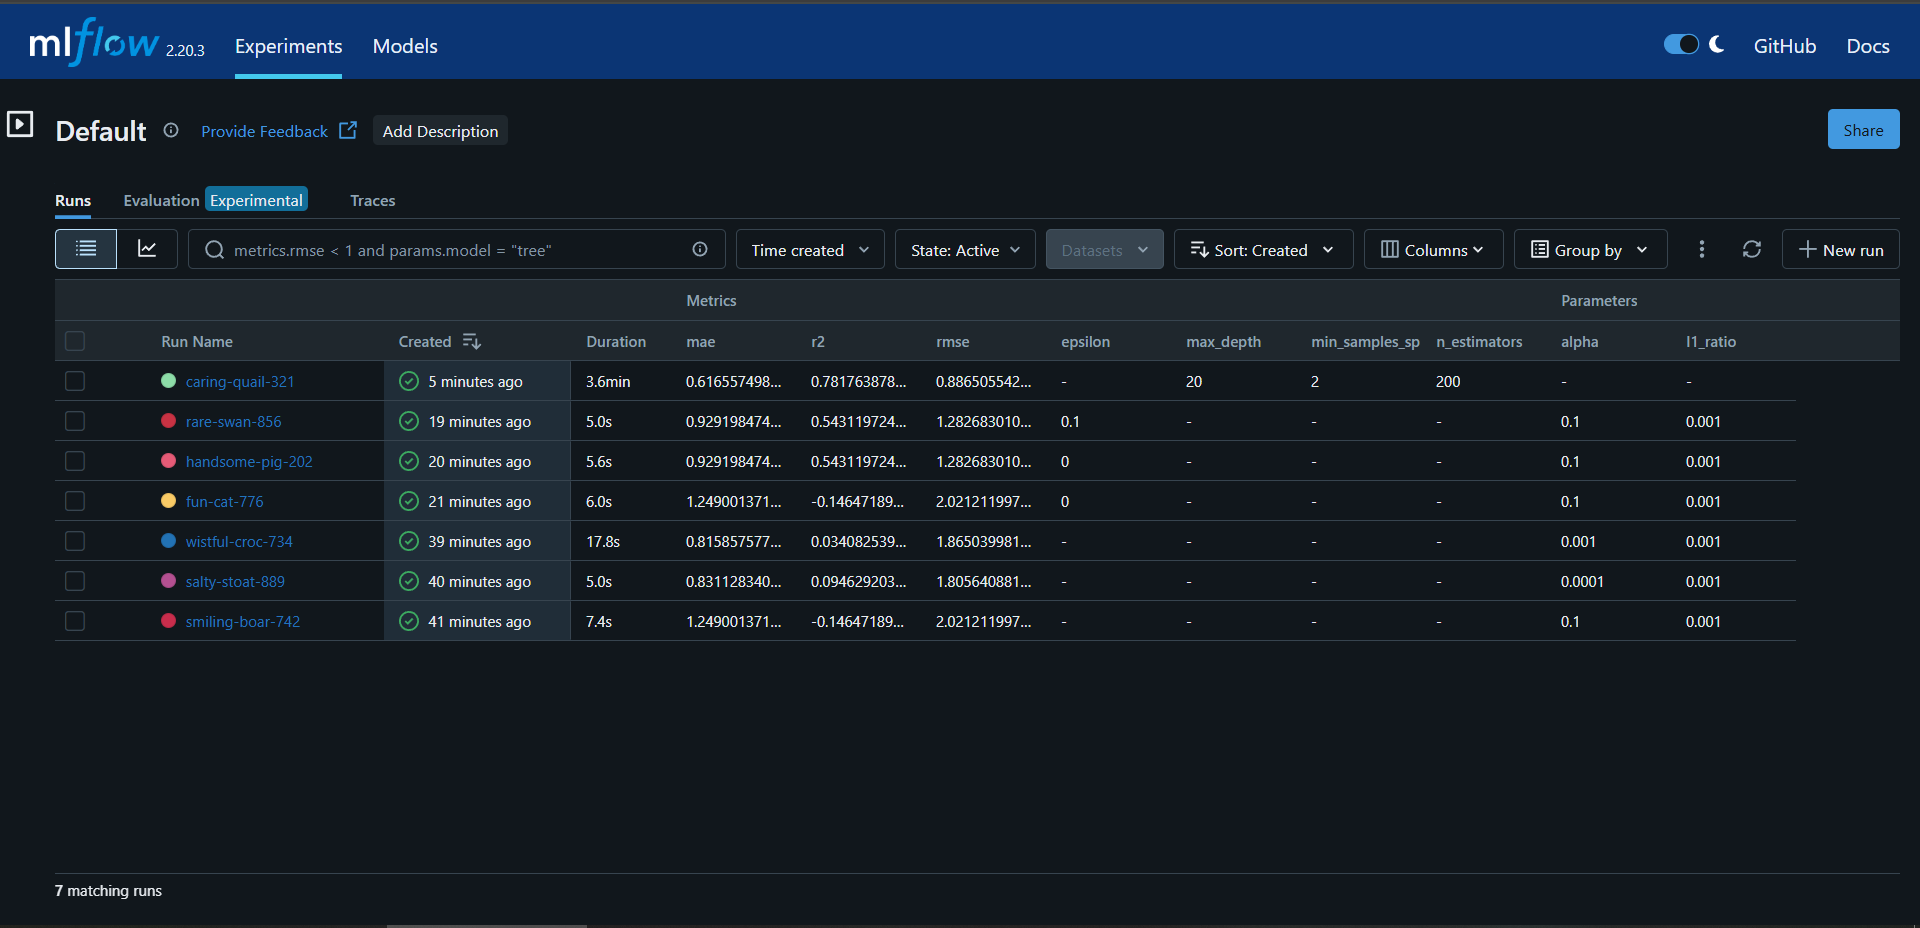 mlflow 2.20.3 Experiments Models GitHub Docs
Default Provide Feedback Add Description Share
Runs Evaluation Experimental Traces
metrics.rmse < 1 and params.model = "tree" Time created State: Active Datasets Sort: Created Columns Group by New run
Metrics Parameters
Run Name Created Duration mae r2 rmse epsilon max_depth min_samples_sp n_estimators alpha l1_ratio
caring-quail-321 5 minutes ago 3.6min 0.616557498... 0.781763878... 0.886505542... - 20 2 200 - -
rare-swan-856 19 minutes ago 5.0s 0.929198474... 0.543119724... 1.282683010... 0.1 - - - 0.1 0.001
handsome-pig-202 20 minutes ago 5.6s 0.929198474... 0.543119724... 1.282683010... 0 - - - 0.1 0.001
fun-cat-776 21 minutes ago 6.0s 1.249001371... -0.14647189... 2.021211997... 0 - - - 0.1 0.001
wistful-croc-734 39 minutes ago 17.8s 0.815857577... 0.034082539... 1.865039981... - - - - 0.001 0.001
salty-stoat-889 40 minutes ago 5.0s 0.831128340... 0.094629203... 1.805640881... - - - - 0.0001 0.001
smiling-boar-742 41 minutes ago 7.4s 1.249001371... -0.14647189... 2.021211997... - - - - 0.1 0.001
7 matching runs